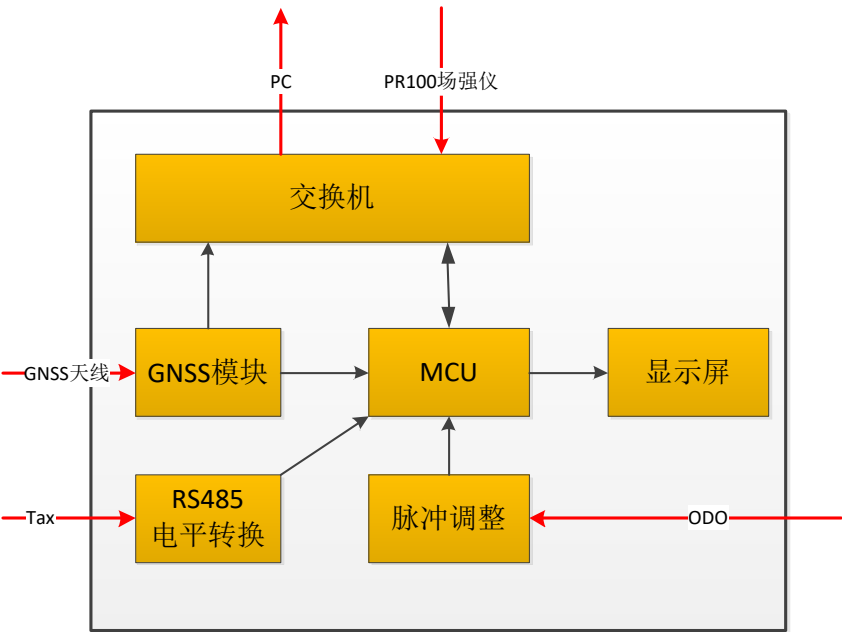 PC
PR100场强仪
交换机
GNSS天线
GNSS模块
MCU
显示屏
Tax
RS485
电平转换
脉冲调整
ODO